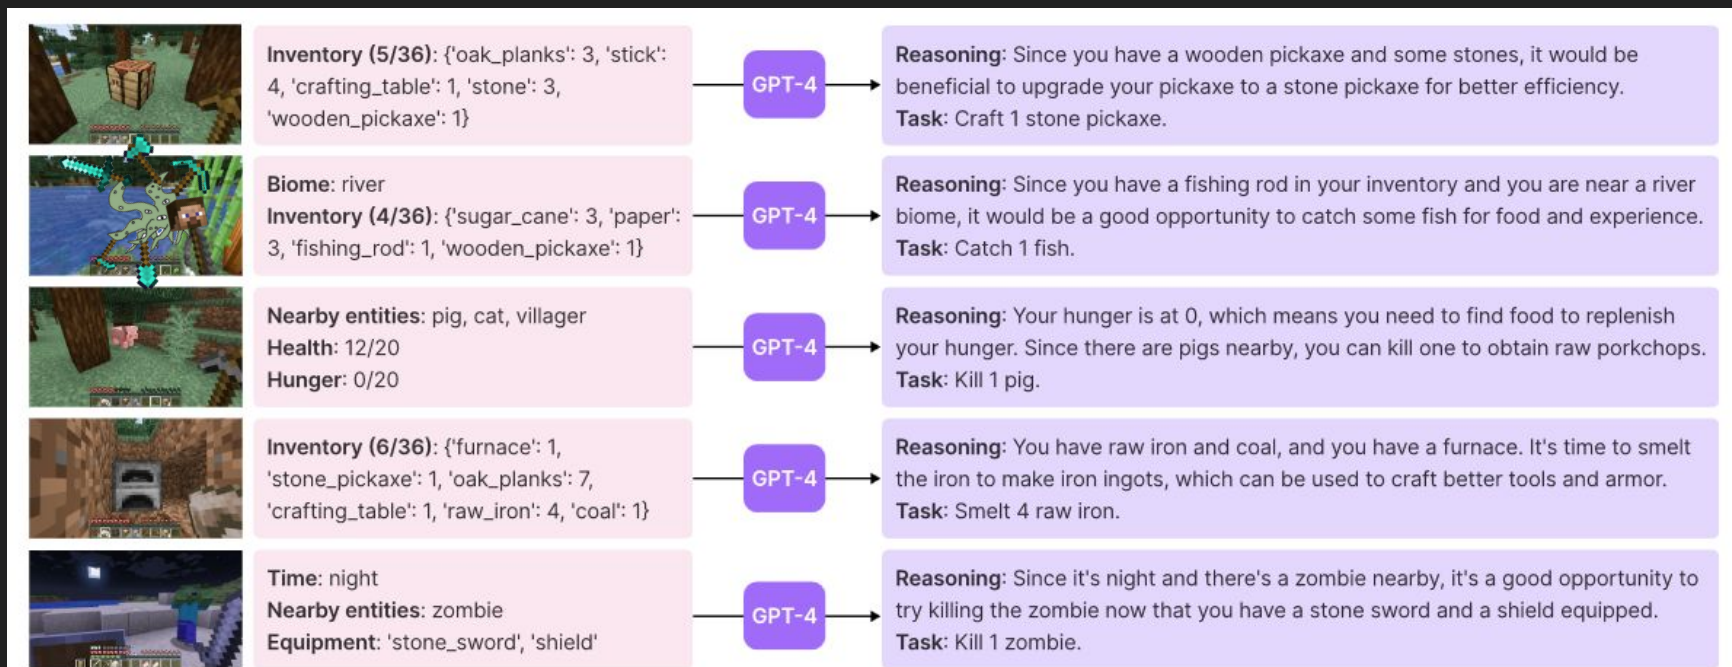 Inventory (5/36): {'oak_planks': 3, 'stick':
4, 'crafting_table': 1, 'stone': 3,
'wooden_pickaxe': 1}
GPT-4
Reasoning: Since you have a wooden pickaxe and some stones, it would be
beneficial to upgrade your pickaxe to a stone pickaxe for better efficiency.
Task: Craft 1 stone pickaxe.
Biome: river
Inventory (4/36): {'sugar_cane': 3, 'paper':
3, 'fishing_rod': 1, 'wooden_pickaxe': 1}
GPT-4
Reasoning: Since you have a fishing rod in your inventory and you are near a river
biome, it would be a good opportunity to catch some fish for food and experience.
Task: Catch 1 fish.
Nearby entities: pig, cat, villager
Health: 12/20
Hunger: 0/20
GPT-4
Reasoning: Your hunger is at 0, which means you need to find food to replenish
your hunger. Since there are pigs nearby, you can kill one to obtain raw porkchops.
Task: Kill 1 pig.
Inventory (6/36): {'furnace': 1,
'stone_pickaxe': 1, 'oak_planks': 7,
'crafting_table': 1, 'raw_iron': 4, 'coal': 1}
GPT-4
Reasoning: You have raw iron and coal, and you have a furnace. It's time to smelt
the iron to make iron ingots, which can be used to craft better tools and armor.
Task: Smelt 4 raw iron.
Time: night
Nearby entities: zombie
Equipment: 'stone_sword', 'shield'
GPT-4
Reasoning: Since it's night and there's a zombie nearby, it's a good opportunity to
try killing the zombie now that you have a stone sword and a shield equipped.
Task: Kill 1 zombie.